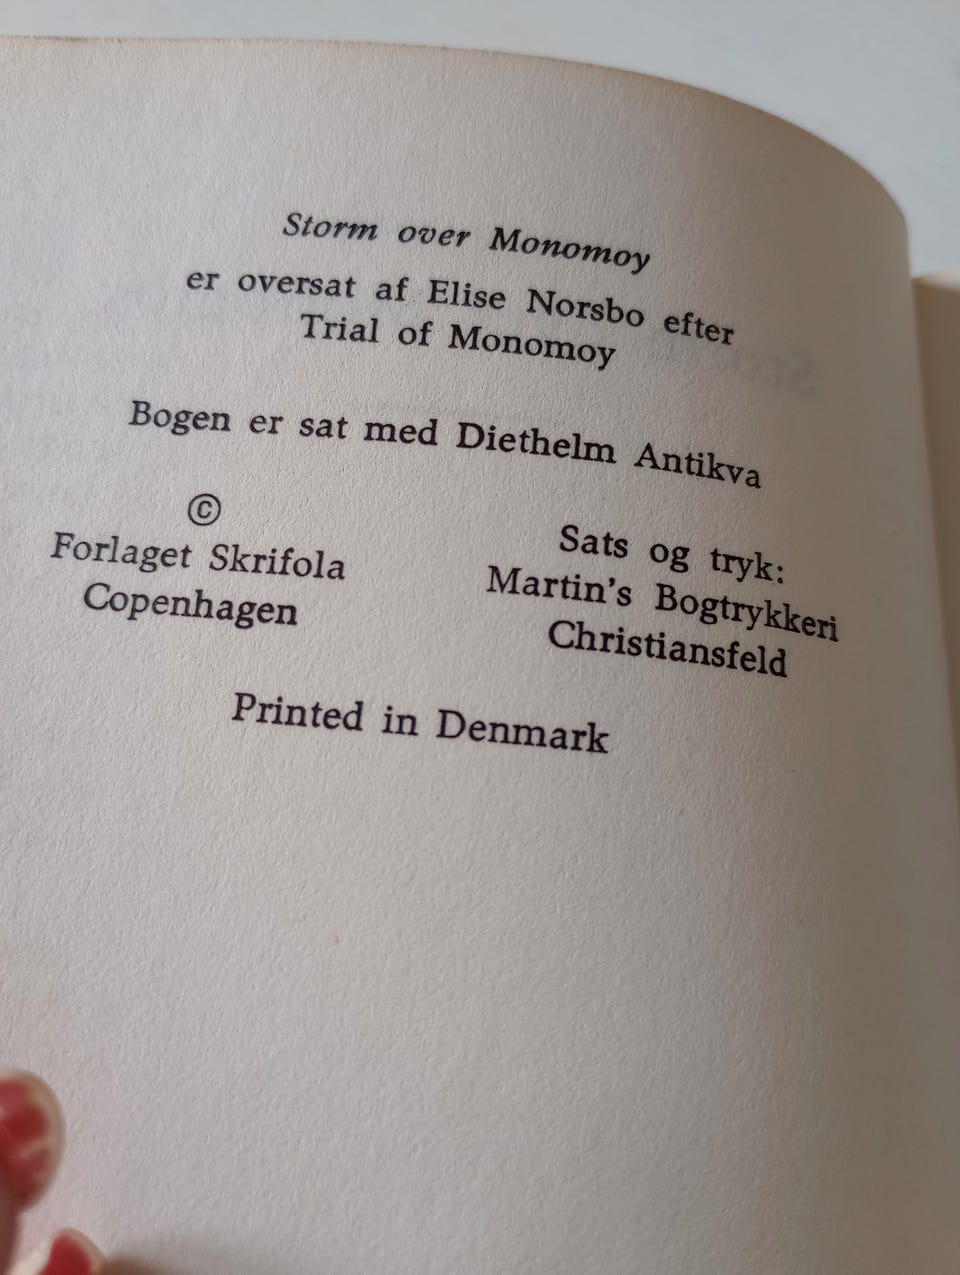 Storm over Monomoy
er oversat af Elise Norsbo efter
Trial of Monomoy
Bogen er sat med Diethelm Antikva
©
Forlaget Skrifola
Copenhagen
Sats og tryk:
Martin's Bogtrykkeri
Christiansfeld
Printed in Denmark